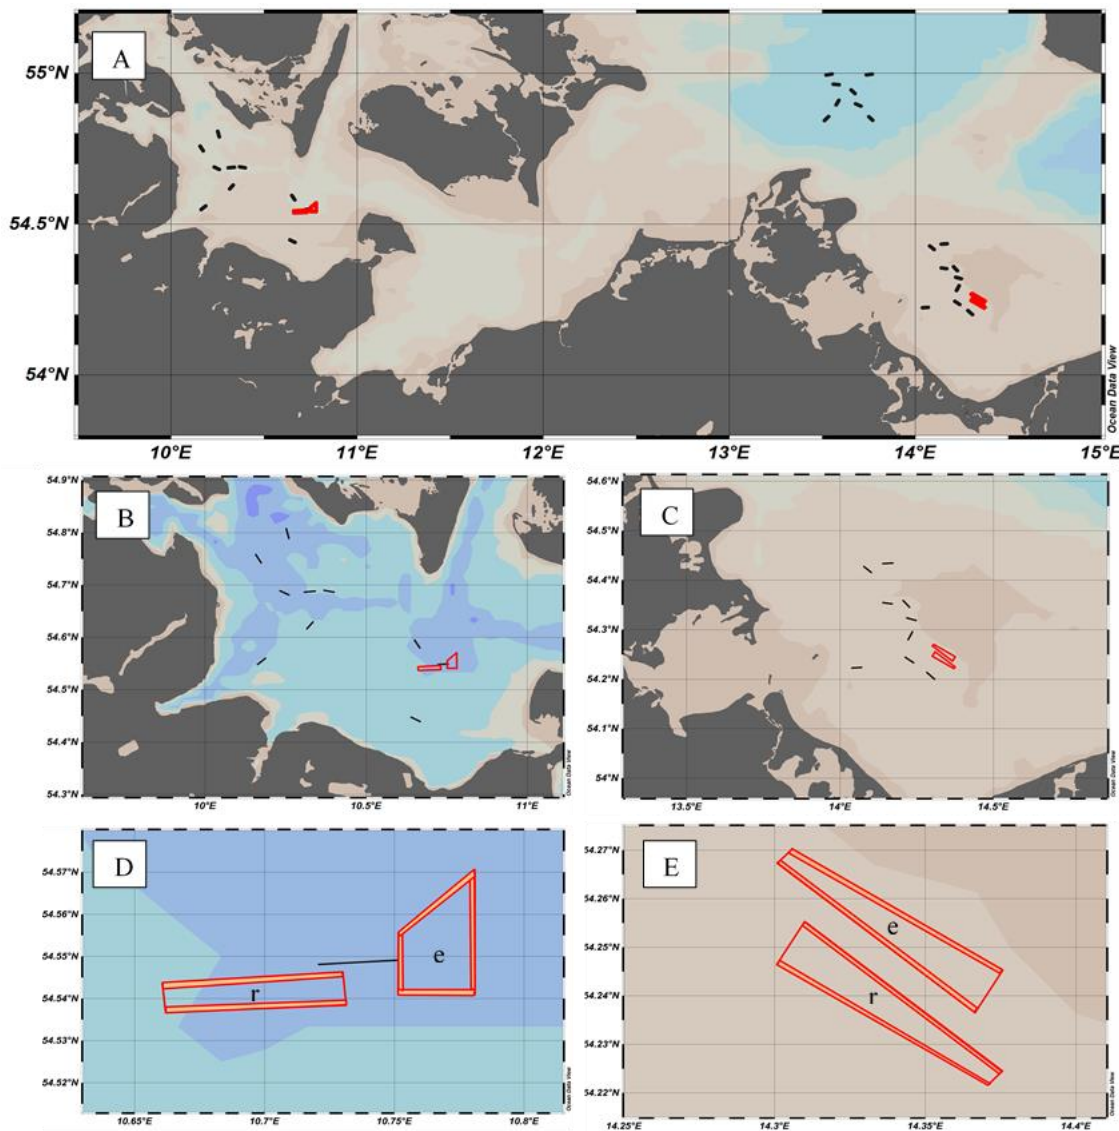 A
55°N
54.5°N
54°N
10°E 11°E 12°E 13°E 14°E 15°E
Ocean Data View
B
54.9°N
54.8°N
54.7°N
54.6°N
54.5°N
54.4°N
54.3°N
10°E 10.5°E 11°E
Ocean Data View
C
54.6°N
54.5°N
54.4°N
54.3°N
54.2°N
54.1°N
54°N
13.5°E 14°E 14.5°E
Ocean Data View
D
54.57°N
54.56°N
54.55°N
54.54°N
54.53°N
54.52°N
r
e
10.65°E 10.7°E 10.75°E 10.8°E
Ocean Data View
E
54.27°N
54.26°N
54.25°N
54.24°N
54.23°N
54.22°N
e
r
14.25°E 14.3°E 14.35°E 14.4°E
Ocean Data View